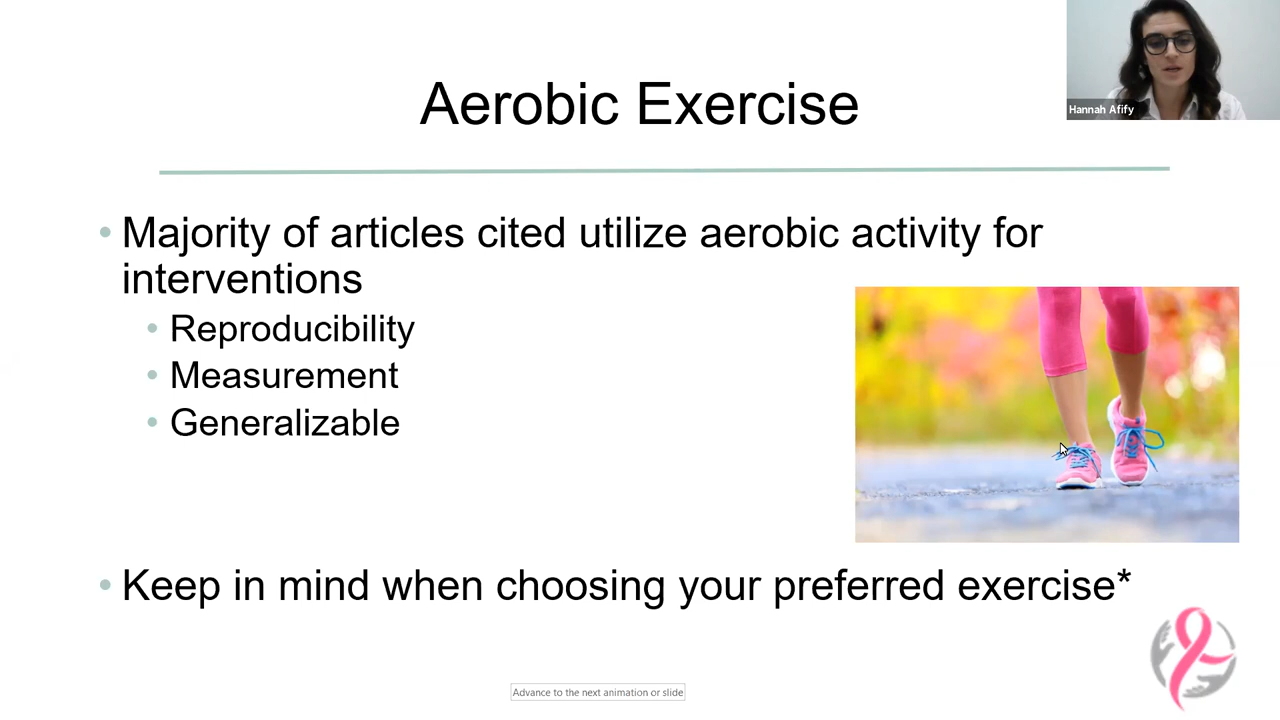 Hannah Afify
Aerobic Exercise
• Majority of articles cited utilize aerobic activity for
interventions
• Reproducibility
• Measurement
• Generalizable
• Keep in mind when choosing your preferred exercise*
Advance to the next animation or slide